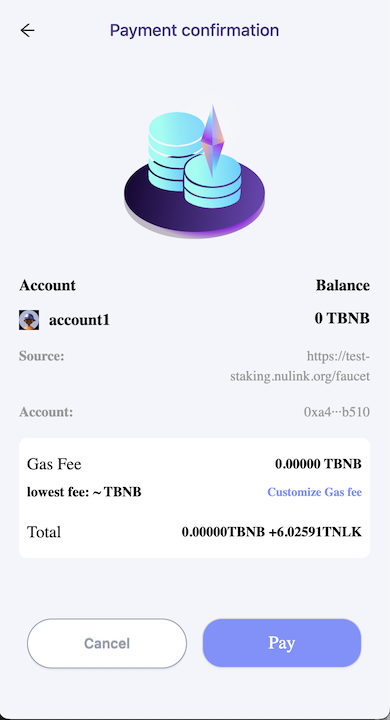 Payment confirmation
Account Balance
account1 0 TBNB
Source: https://test-
staking.nulink.org/faucet
Account: 0xa4···b510
Gas Fee 0.00000 TBNB
lowest fee: ~ TBNB Customize Gas fee
Total 0.00000TBNB +6.02591TNLK
Cancel Pay